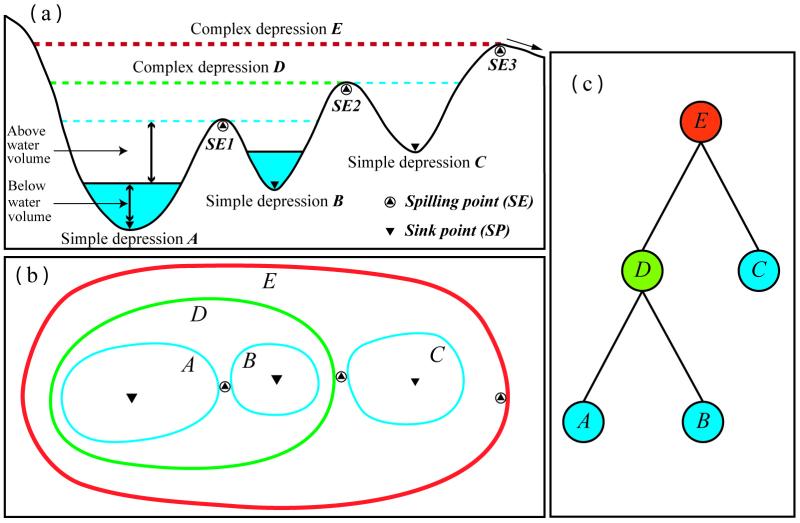 (a)
Complex depression E
Complex depression D
SE3
SE2
SE1
Above
water
volume
Below
water
volume
Simple depression C
Simple depression B
Simple depression A
Spilling point (SE)
Sink point (SP)
(b)
E
D
A
B
C
(c)
E
D
C
A
B